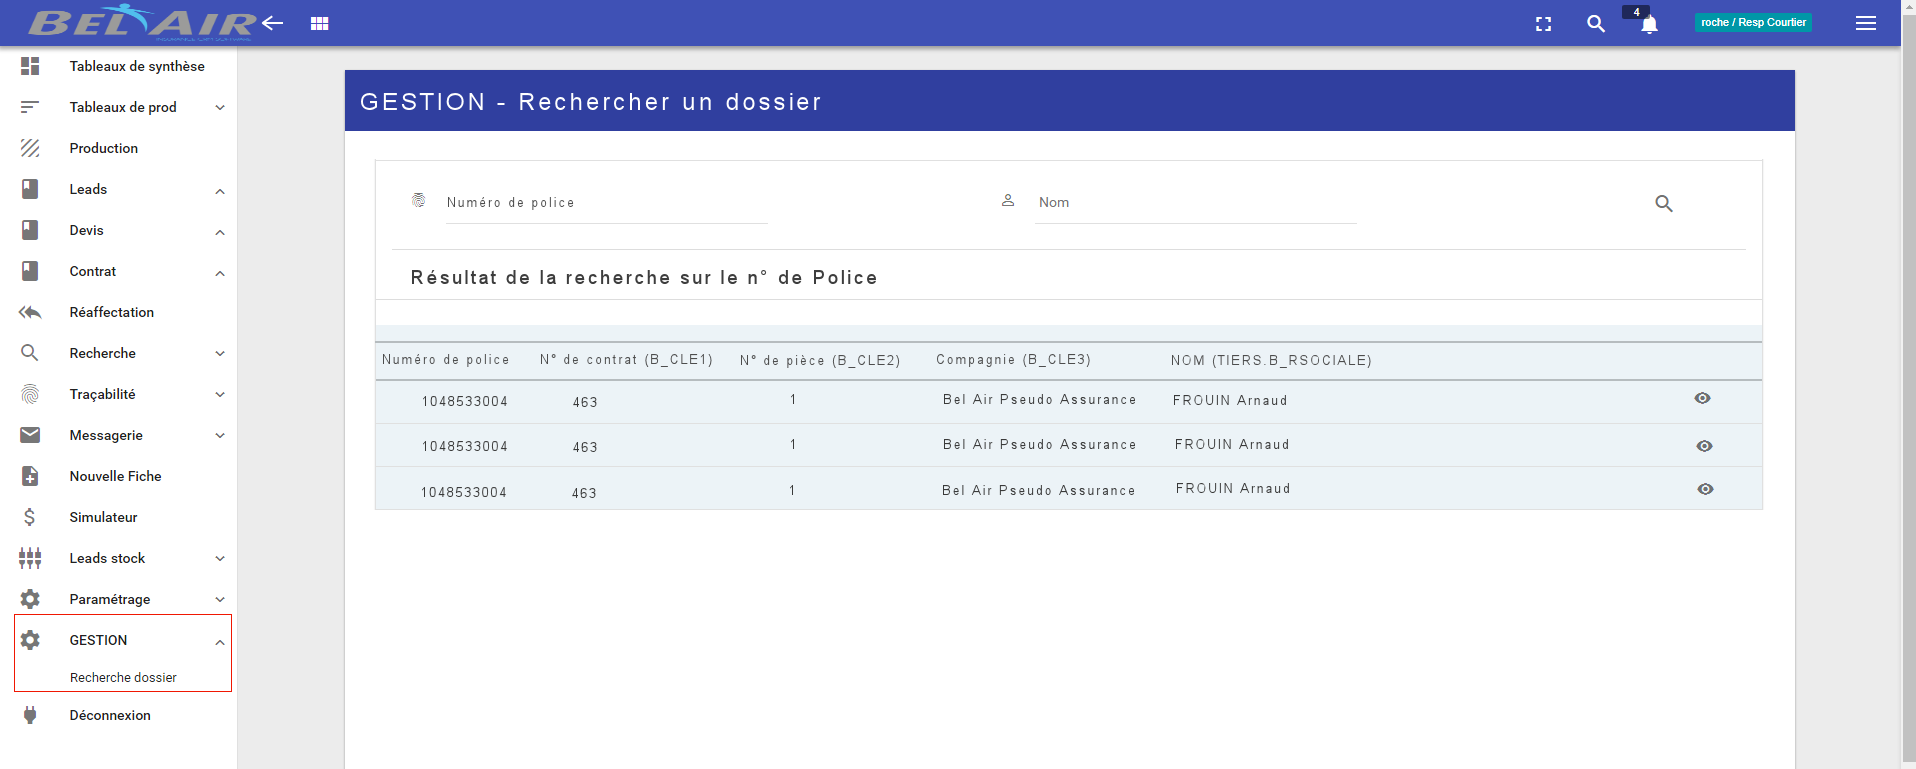 BEL AIR
4
roche / Resp Courtier
Tableaux de synthèse
Tableaux de prod
Production
Leads
Devis
Contrat
Réaffectation
Recherche
Traçabilité
Messagerie
Nouvelle Fiche
Simulateur
Leads stock
Paramétrage
GESTION
Recherche dossier
Déconnexion
GESTION - Rechercher un dossier
Numéro de police Nom
Résultat de la recherche sur le n° de Police
Numéro de police N° de contrat (B_CLE1) N° de pièce (B_CLE2) Compagnie (B_CLE3) NOM (TIERS.B_RSOCIALE)
1048533004 463 1 Bel Air Pseudo Assurance FROUIN Arnaud
1048533004 463 1 Bel Air Pseudo Assurance FROUIN Arnaud
1048533004 463 1 Bel Air Pseudo Assurance FROUIN Arnaud